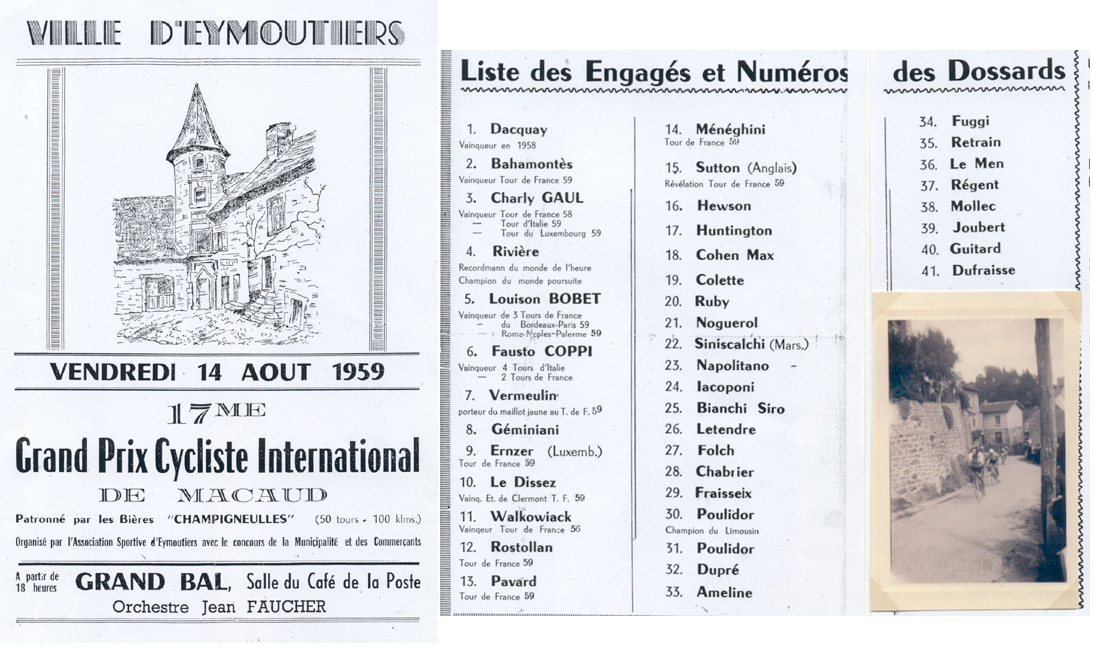 VILLE D'EYMOUTIERS
VENDREDI 14 AOUT 1959
17ME
Grand Prix Cycliste International
DE MACAUD
Patronné par les Bières "CHAMPIGNEULLES" (50 tours - 100 klms.)
Organisé par l'Association Sportive d'Eymoutiers avec le concours de la Municipalité et des Commerçants
A partir de
18 heures
GRAND BAL, Salle du Café de la Poste
Orchestre Jean FAUCHER
Liste des Engagés et Numéros des Dossards
1. Dacquay
Vainqueur en 1958
2. Bahamontès
Vainqueur Tour de France 59
3. Charly GAUL
Vainqueur Tour de France 58
— Tour d'Italie 59
— Tour du Luxembourg 59
4. Rivière
Recordmann du monde de l'heure
Champion du monde poursuite
5. Louison BOBET
Vainqueur de 3 Tours de France
— du Bordeaux-Paris 59
— Rome-Naples-Palerme 59
6. Fausto COPPI
Vainqueur 4 Tours d'Italie
— 2 Tours de France
7. Vermeulin
porteur du maillot jaune au T. de F. 59
8. Géminiani
9. Ernzer (Luxemb.)
Tour de France 59
10. Le Dissez
Vainq. Et. de Clermont T. F. 59
11. Walkowiack
Vainqueur Tour de France 56
12. Rostollan
Tour de France 59
13. Pavard
Tour de France 59
14. Ménéghini
Tour de France 59
15. Sutton (Anglais)
Révélation Tour de France 59
16. Hewson
17. Huntington
18. Cohen Max
19. Colette
20. Ruby
21. Noguerol
22. Siniscalchi (Mars.)
23. Napolitano -
24. Iacoponi
25. Bianchi Siro
26. Letendre
27. Folch
28. Chabrier
29. Fraisseix
30. Poulidor
Champion du Limousin
31. Poulidor
32. Dupré
33. Ameline
34. Fuggi
35. Retrain
36. Le Men
37. Régent
38. Mollec
39. Joubert
40. Guitard
41. Dufraisse